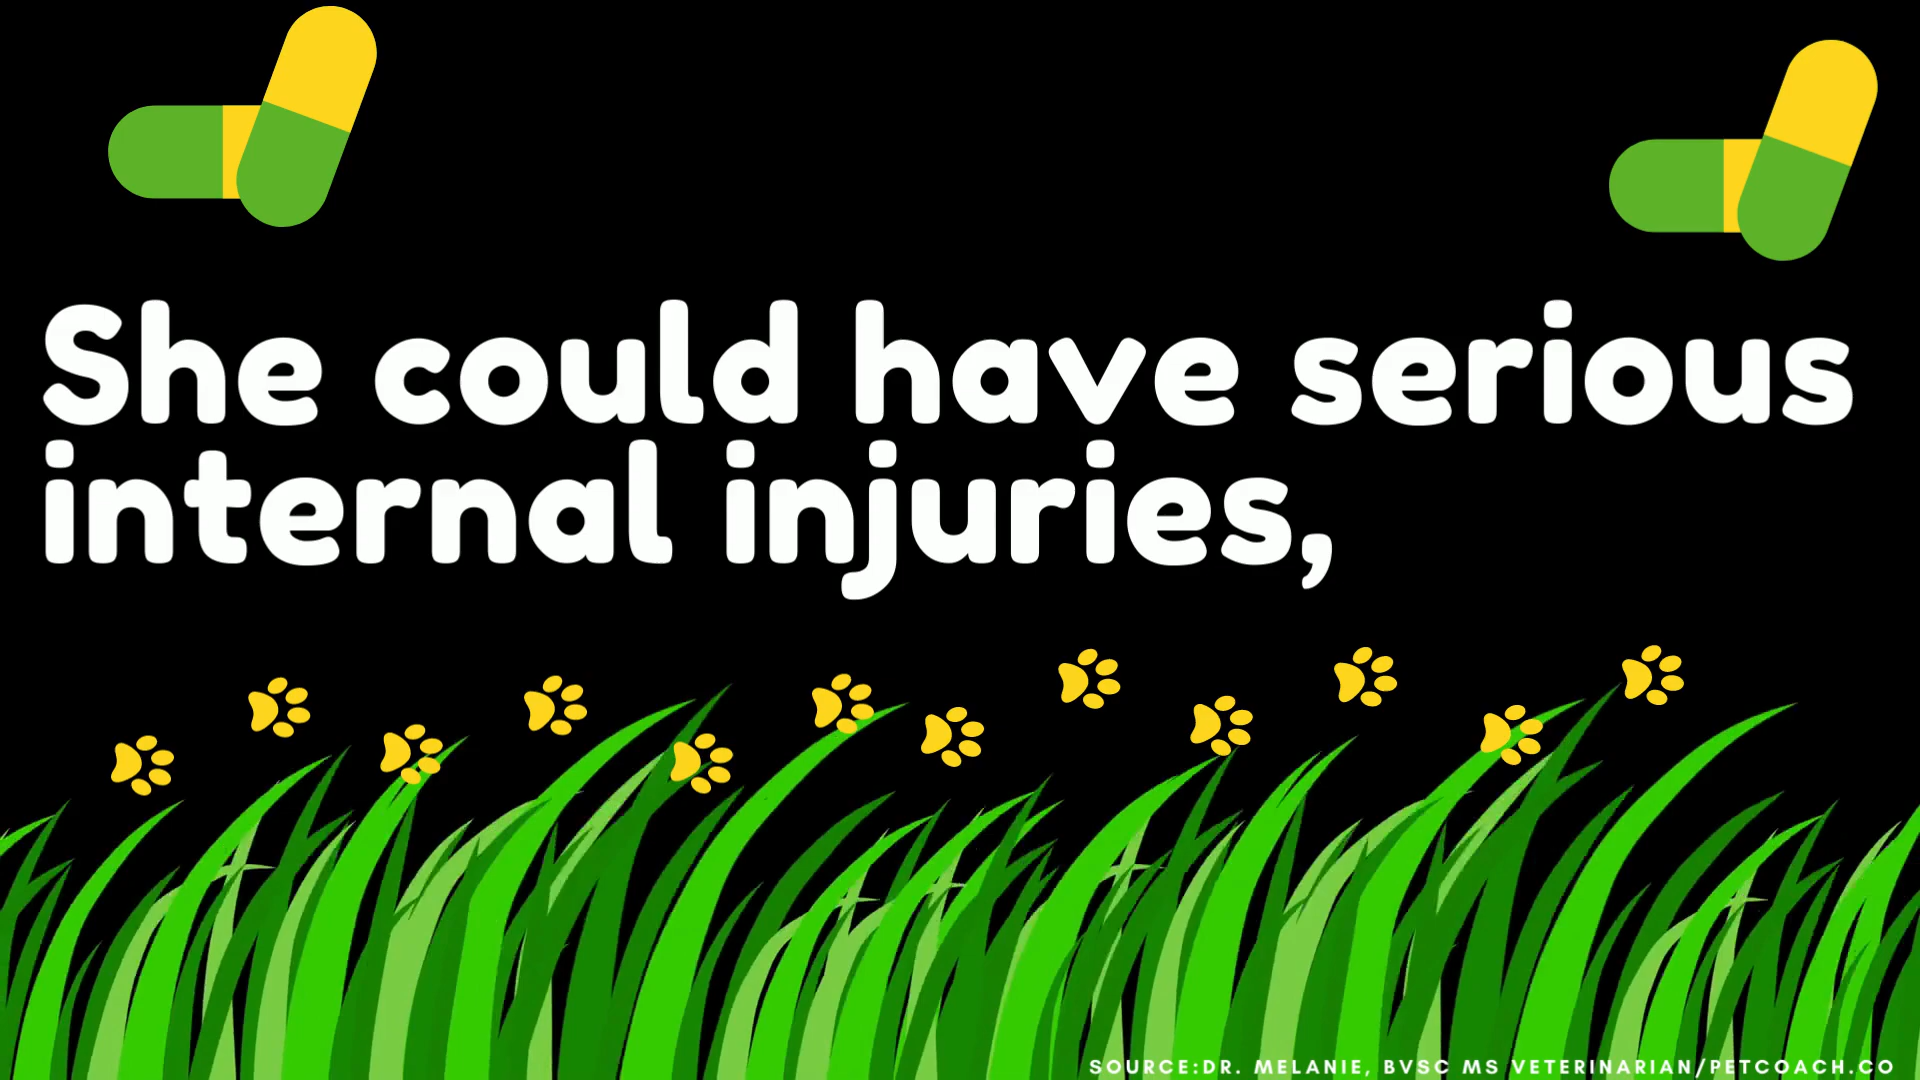 She could have serious
internal injuries,
SOURCE:DR. MELANIE, BVSC MS VETERINARIAN/PETCOACH.CO